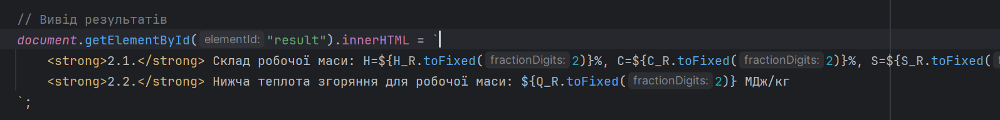 // Вивід результатів
document.getElementById( elementId: "result").innerHTML = `
<strong>2.1.</strong> Склад робочої маси: H=${H_R.toFixed( fractionDigits: 2)}%, C=${C_R.toFixed( fractionDigits: 2)}%, S=${S_R.toFixed(
<strong>2.2.</strong> Нижча теплота згоряння для робочої маси: ${Q_R.toFixed( fractionDigits: 2)} МДж/кг
`;